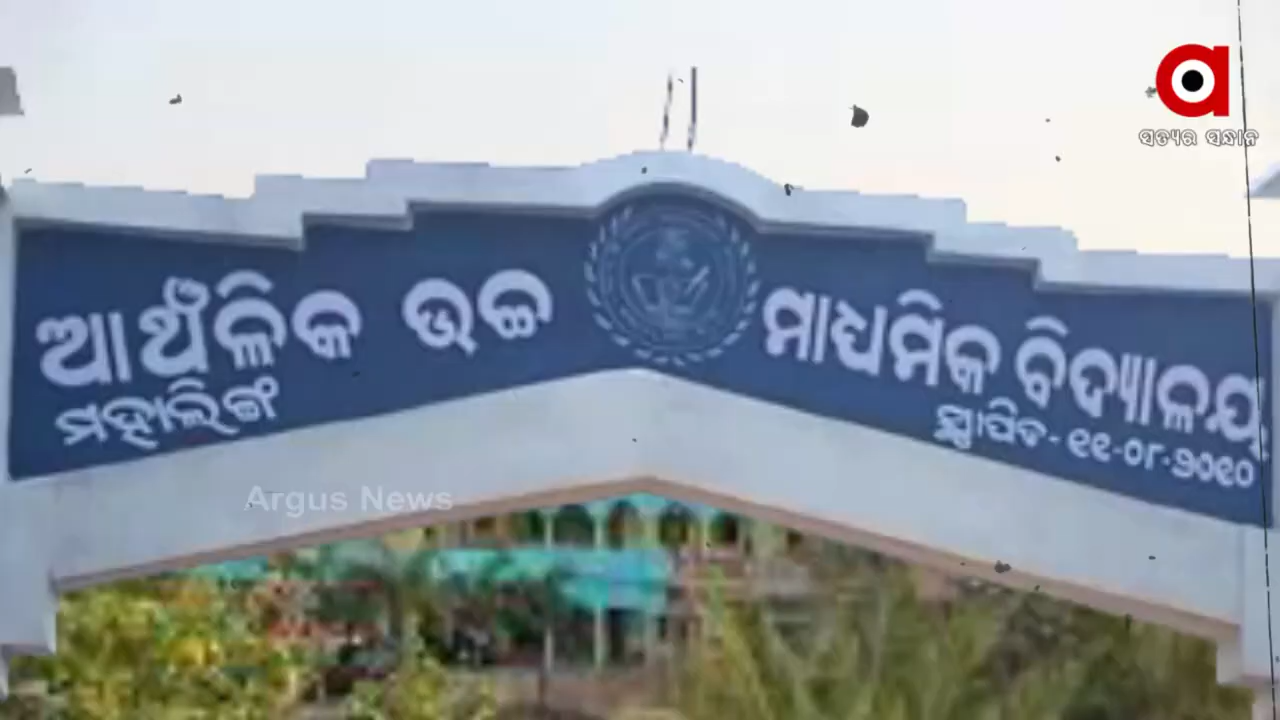 ସତ୍ୟର ସନ୍ଧାନ
ଆଞ୍ଚଳିକ ଉଚ୍ଚ ମାଧ୍ୟମିକ ବିଦ୍ୟାଳୟ
ମହାଲିଙ୍ଗ
ସ୍ଥାପିତ- ୧୧-୦୮-୨୦୧୦
Argus News